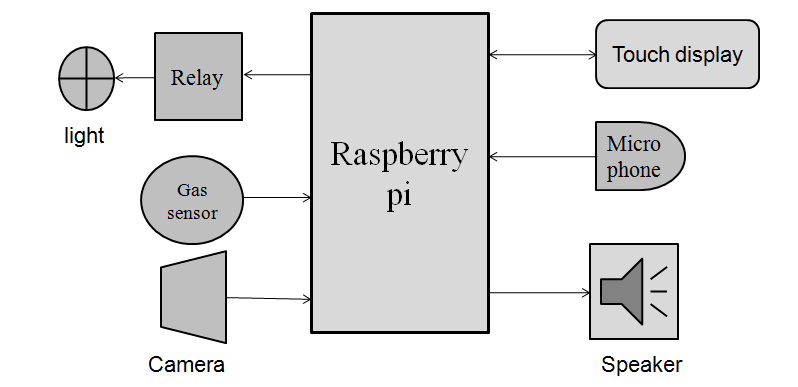 Touch display
Relay
light
Raspberry
pi
Micro
phone
Gas
sensor
Camera
Speaker